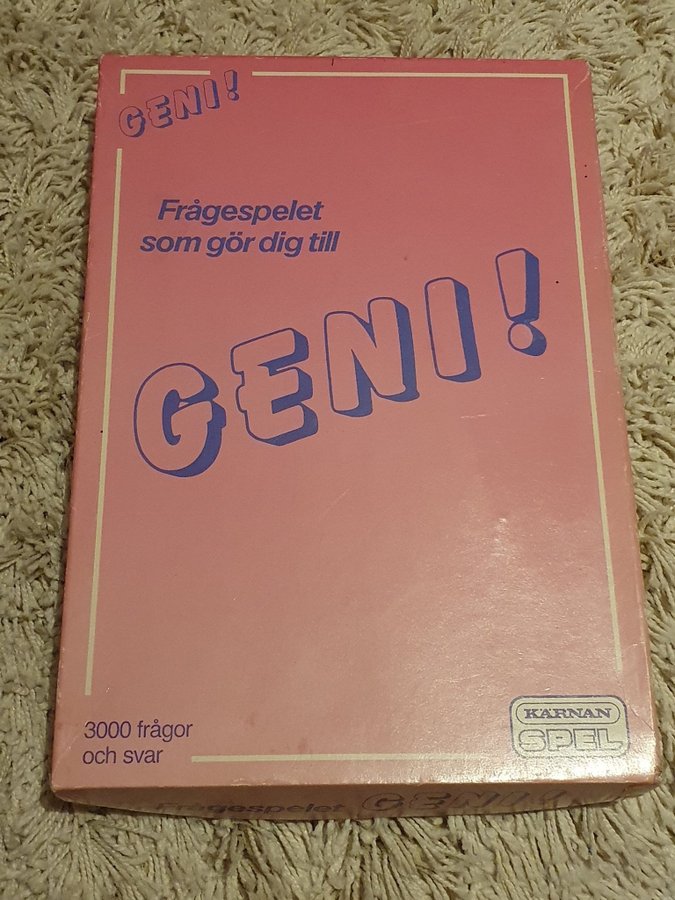 GENI!
Frågespelet
som gör dig till
GENI!
3000 frågor
och svar
KÄRNAN
SPEL
Frågespelet GENI!